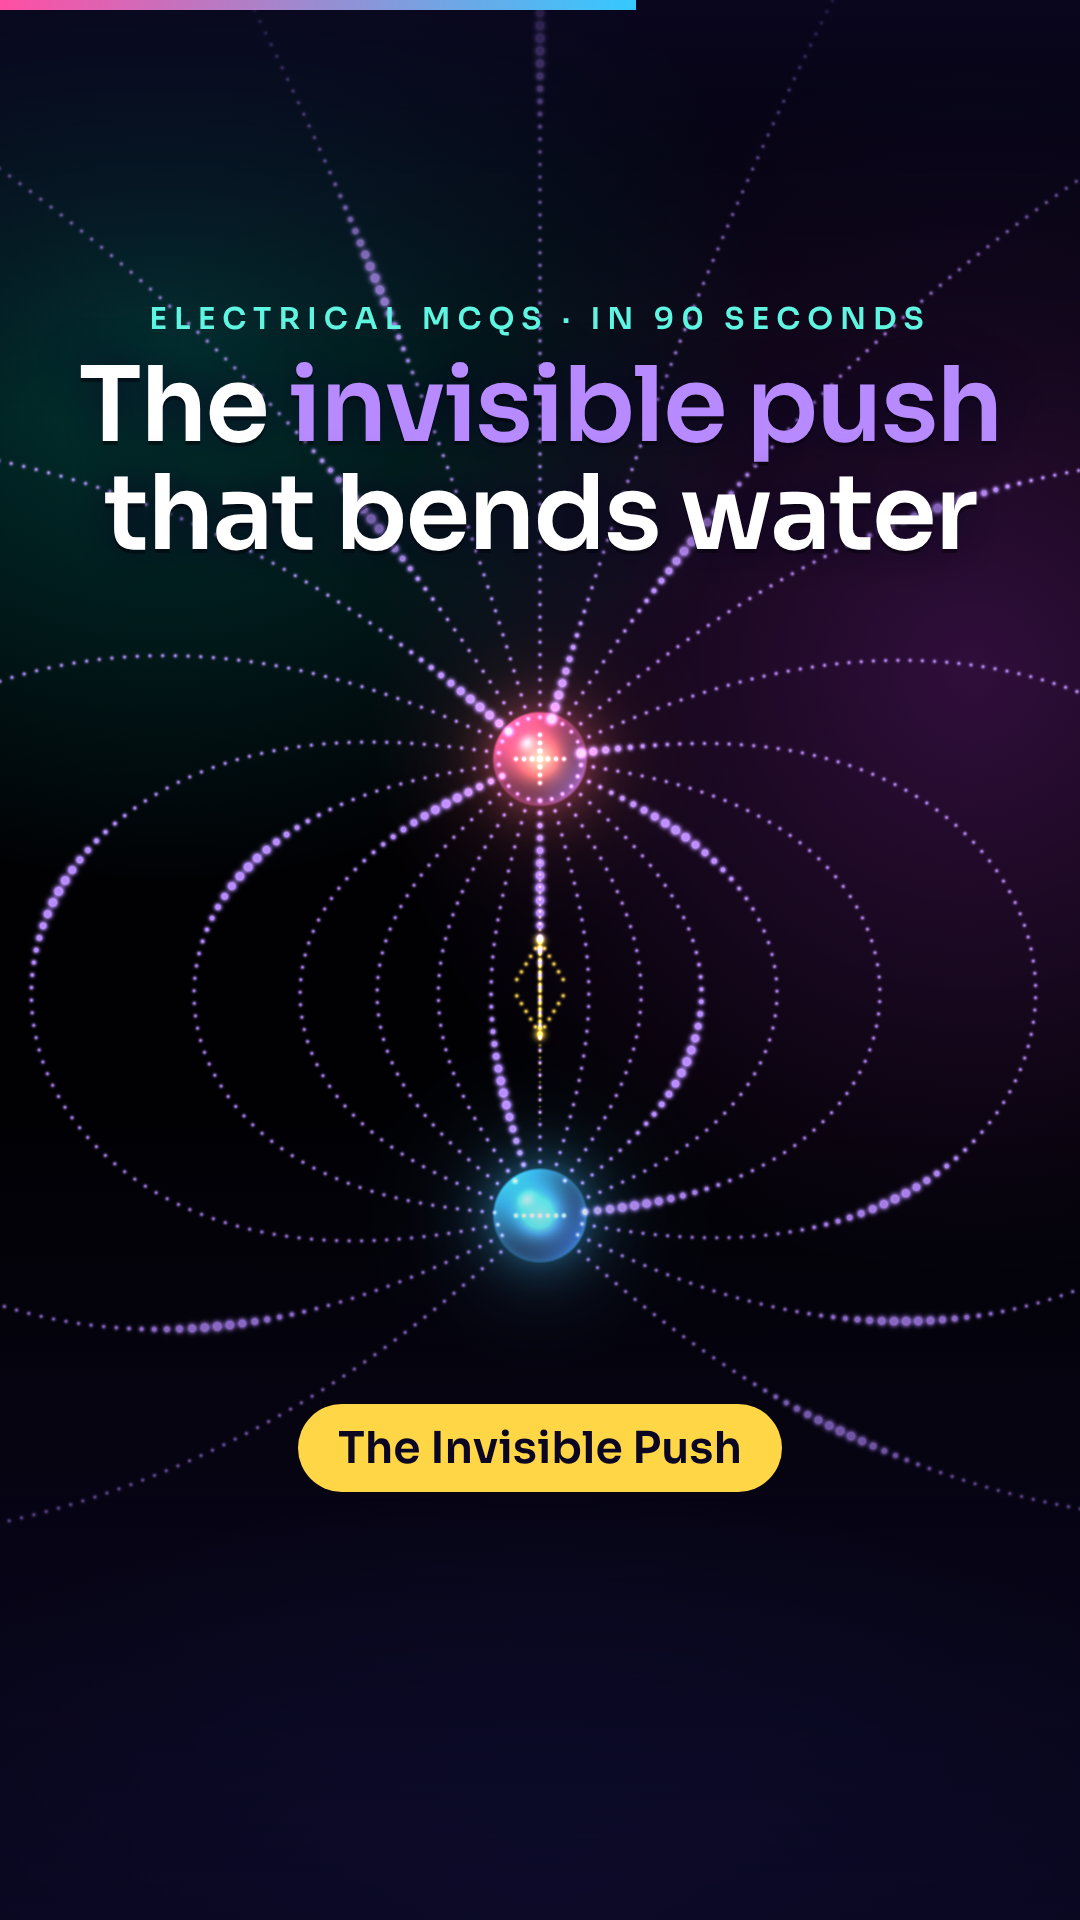 ELECTRICAL MCQS · IN 90 SECONDS
The invisible push
that bends water
The Invisible Push